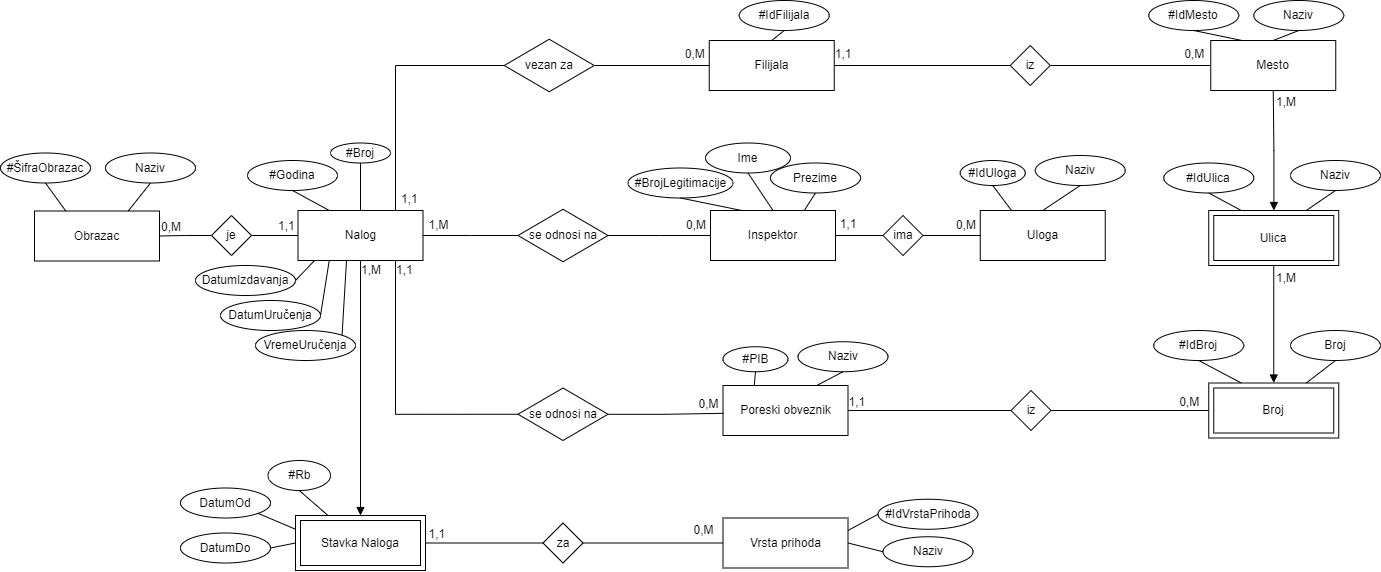 #IdFilijala
#IdMesto
Naziv
0,M
1,1
0,M
vezan za
Filijala
iz
Mesto
1,M
#Broj
Ime
#ŠifraObrazac
Naziv
#Godina
#BrojLegitimacije
Prezime
#IdUloga
Naziv
#IdUlica
Naziv
1,1
0,M
1,1
1,M
0,M
1,1
0,M
Obrazac
je
Nalog
se odnosi na
Inspektor
ima
Uloga
Ulica
1,M
1,1
1,M
DatumIzdavanja
DatumUručenja
VremeUručenja
#PIB
Naziv
#IdBroj
Broj
0,M
1,1
0,M
se odnosi na
Poreski obveznik
iz
Broj
#Rb
DatumOd
#IdVrstaPrihoda
1,1
0,M
DatumDo
Stavka Naloga
za
Vrsta prihoda
Naziv